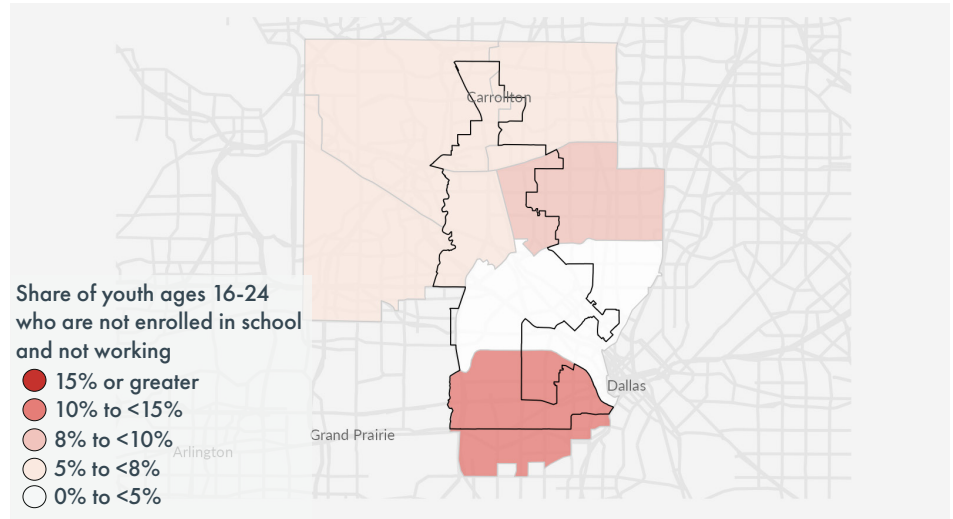 Carrollton
Share of youth ages 16-24
who are not enrolled in school
and not working
15% or greater
10% to <15%
8% to <10%
5% to <8%
0% to <5%
Dallas
Grand Prairie
Arlington